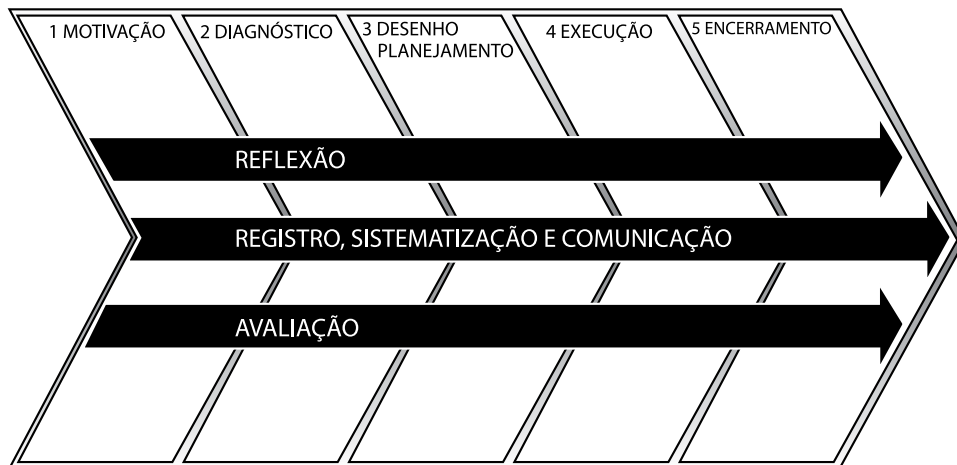 1 MOTIVAÇÃO
2 DIAGNÓSTICO
3 DESENHO
PLANEJAMENTO
4 EXECUÇÃO
5 ENCERRAMENTO
REFLEXÃO
REGISTRO, SISTEMATIZAÇÃO E COMUNICAÇÃO
AVALIAÇÃO